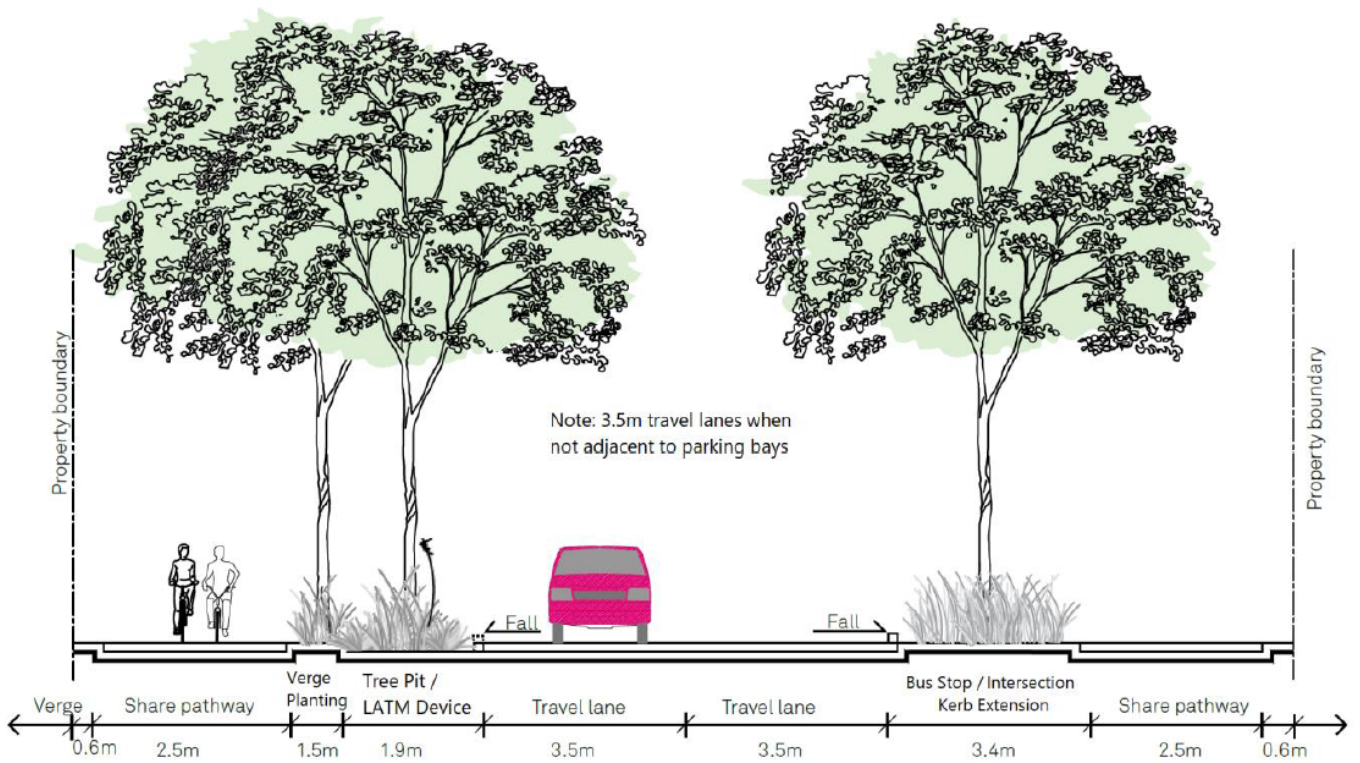 Property boundary
Note: 3.5m travel lanes when
not adjacent to parking bays
Property boundary
Fall
Fall
Verge
Share pathway
Verge
Planting
Tree Pit /
LATM Device
Travel lane
Travel lane
Bus Stop / Intersection
Kerb Extension
Share pathway
0.6m
2.5m
1.5m
1.9m
3.5m
3.5m
3.4m
2.5m
0.6m